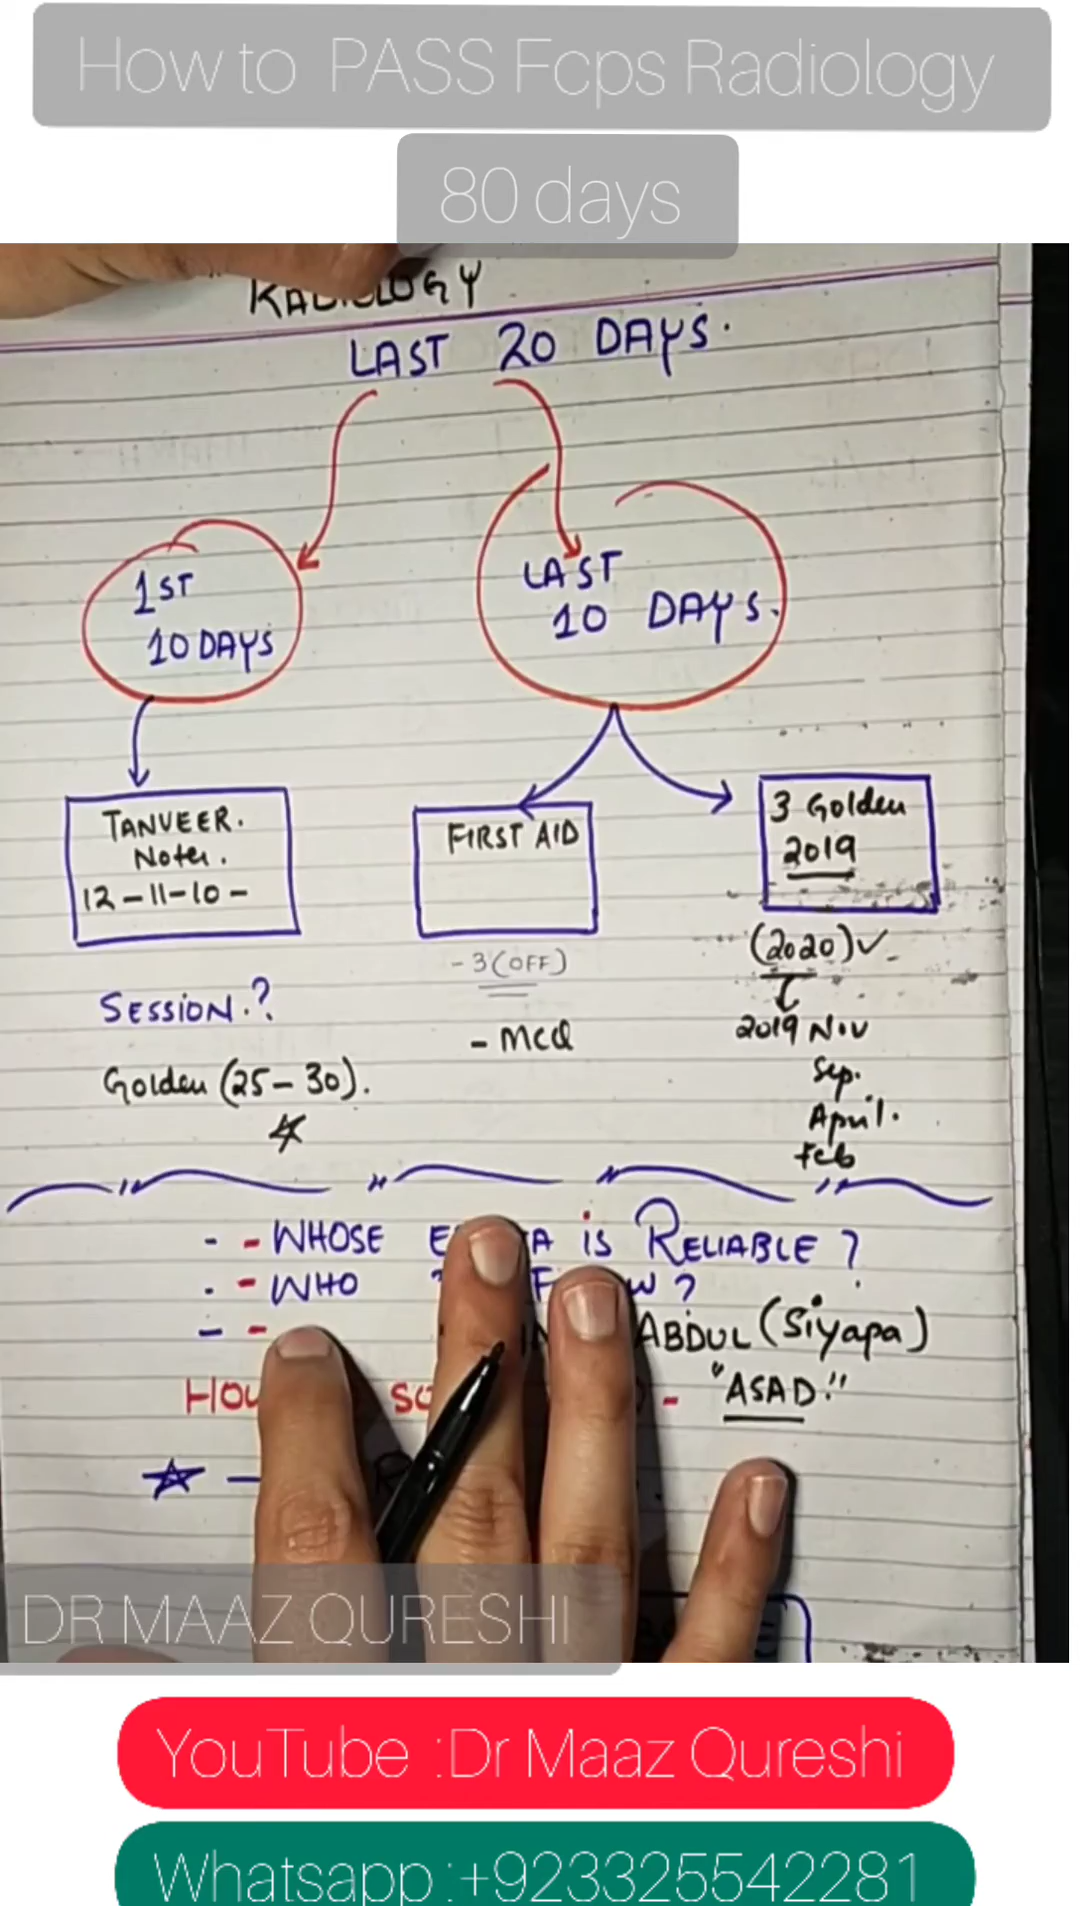 How to PASS Fcps Radiology
80 days
RADIOLOGY
LAST 20 DAYS.
1ST
10 DAYS
LAST
10 DAYS.
TANVEER.
Notes.
12-11-10-
FIRST AID
3 Golden
2019
- 3 (OFF)
- MCQ
(2020)✓
2019 Nov
Sep.
April.
Feb
SESSION.?
Golden (25-30).
- - WHOSE IS RELIABLE?
- - WHO ?
- - ABDUL (Siyapa)
- "ASAD."
DR MAAZ QURESHI
YouTube :Dr Maaz Qureshi
Whatsapp :+923325542281